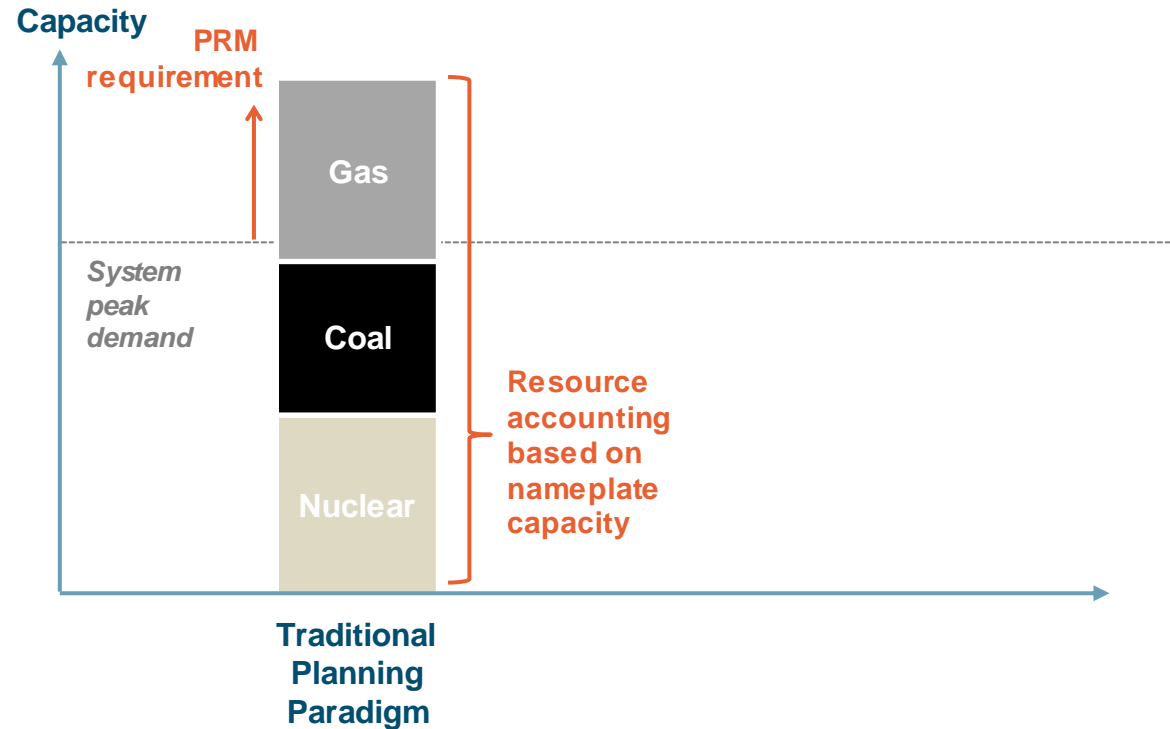 Capacity
PRM
requirement
Gas
System
peak
demand
Coal
Resource
accounting
based on
nameplate
capacity
Nuclear
Traditional
Planning
Paradigm